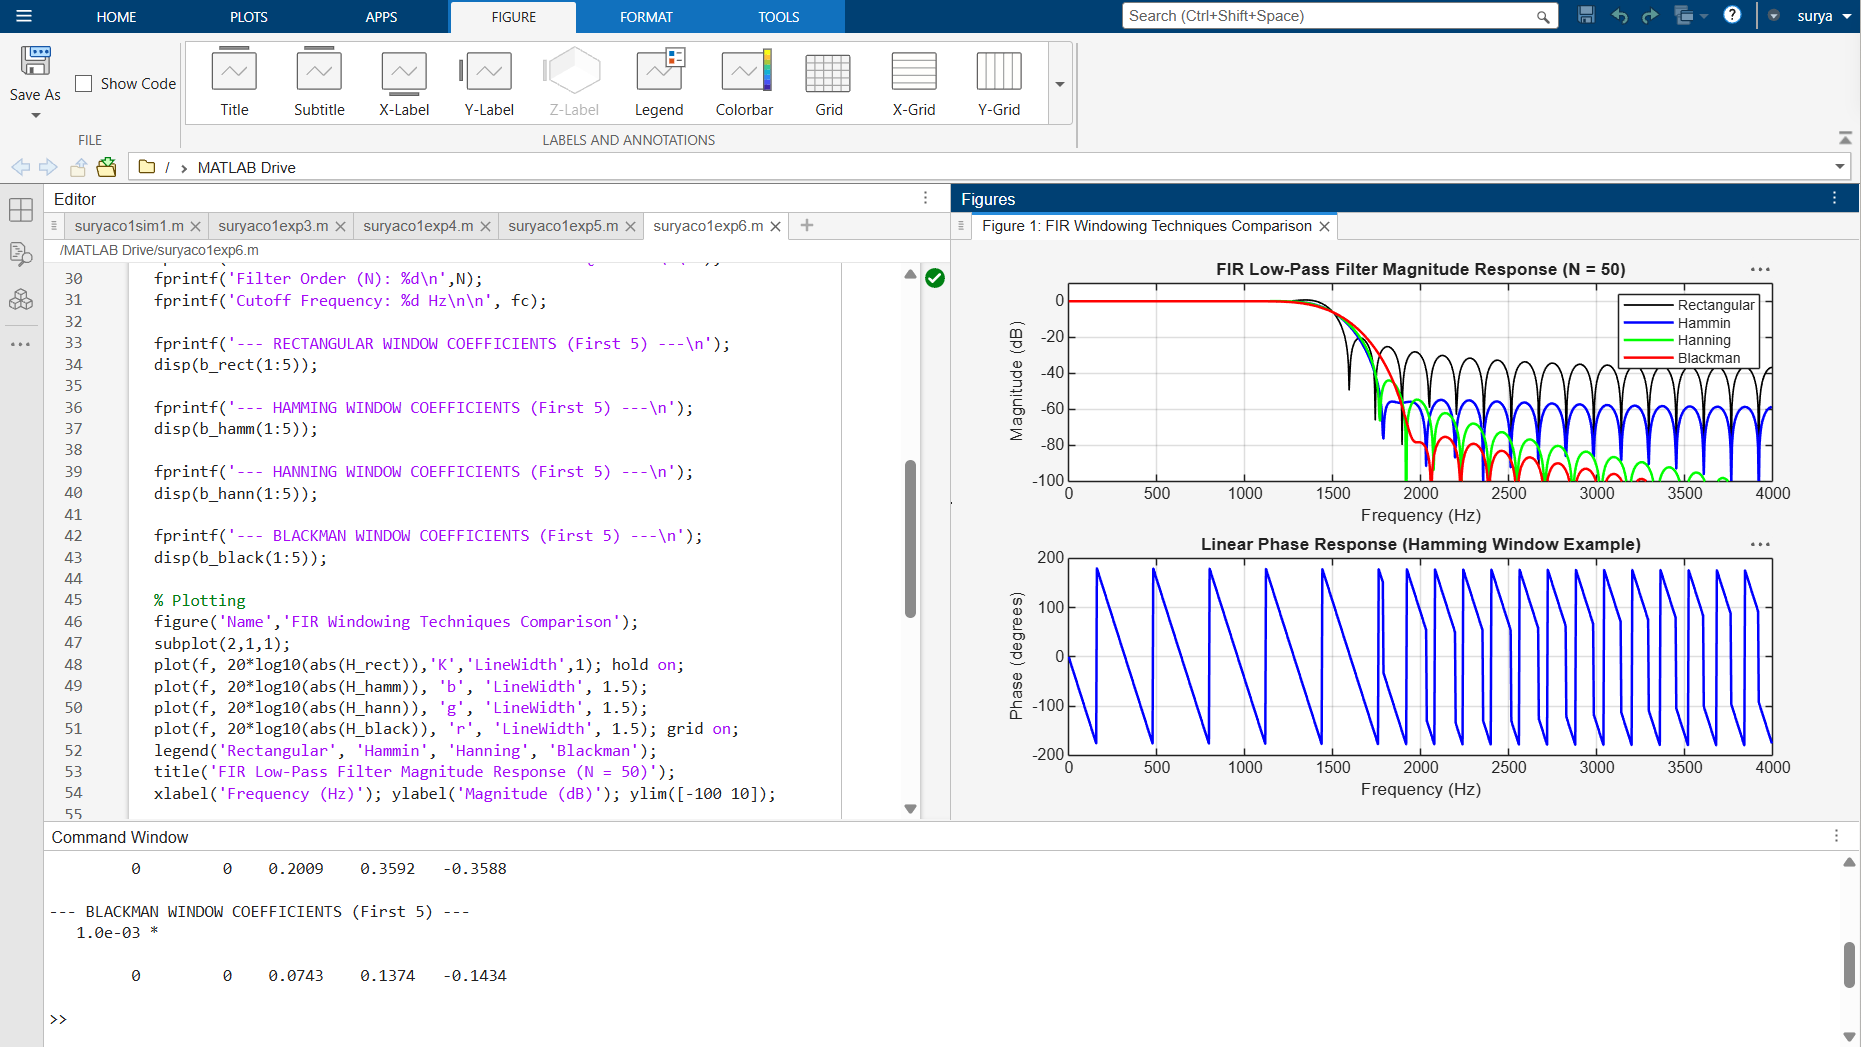 HOME PLOTS APPS FIGURE FORMAT TOOLS
Search (Ctrl+Shift+Space)
surya
Save As
Show Code
FILE
Title Subtitle X-Label Y-Label Z-Label Legend Colorbar Grid X-Grid Y-Grid
LABELS AND ANNOTATIONS
/ › MATLAB Drive
Editor
suryaco1sim1.m suryaco1exp3.m suryaco1exp4.m suryaco1exp5.m suryaco1exp6.m
/MATLAB Drive/suryaco1exp6.m
30 fprintf('Filter Order (N): %d\n',N);
31 fprintf('Cutoff Frequency: %d Hz\n\n', fc);
32
33 fprintf('--- RECTANGULAR WINDOW COEFFICIENTS (First 5) ---\n');
34 disp(b_rect(1:5));
35
36 fprintf('--- HAMMING WINDOW COEFFICIENTS (First 5) ---\n');
37 disp(b_hamm(1:5));
38
39 fprintf('--- HANNING WINDOW COEFFICIENTS (First 5) ---\n');
40 disp(b_hann(1:5));
41
42 fprintf('--- BLACKMAN WINDOW COEFFICIENTS (First 5) ---\n');
43 disp(b_black(1:5));
44
45 % Plotting
46 figure('Name','FIR Windowing Techniques Comparison');
47 subplot(2,1,1);
48 plot(f, 20*log10(abs(H_rect)),'K','LineWidth',1); hold on;
49 plot(f, 20*log10(abs(H_hamm)), 'b', 'LineWidth', 1.5);
50 plot(f, 20*log10(abs(H_hann)), 'g', 'LineWidth', 1.5);
51 plot(f, 20*log10(abs(H_black)), 'r', 'LineWidth', 1.5); grid on;
52 legend('Rectangular', 'Hammin', 'Hanning', 'Blackman');
53 title('FIR Low-Pass Filter Magnitude Response (N = 50)');
54 xlabel('Frequency (Hz)'); ylabel('Magnitude (dB)'); ylim([-100 10]);
55
Figures
Figure 1: FIR Windowing Techniques Comparison
FIR Low-Pass Filter Magnitude Response (N = 50)
Magnitude (dB)
0
-20
-40
-60
-80
-100
Rectangular
Hammin
Hanning
Blackman
0 500 1000 1500 2000 2500 3000 3500 4000
Frequency (Hz)
Linear Phase Response (Hamming Window Example)
Phase (degrees)
200
100
0
-100
-200
0 500 1000 1500 2000 2500 3000 3500 4000
Frequency (Hz)
Command Window
0 0 0.2009 0.3592 -0.3588
--- BLACKMAN WINDOW COEFFICIENTS (First 5) ---
1.0e-03 *
0 0 0.0743 0.1374 -0.1434
>>